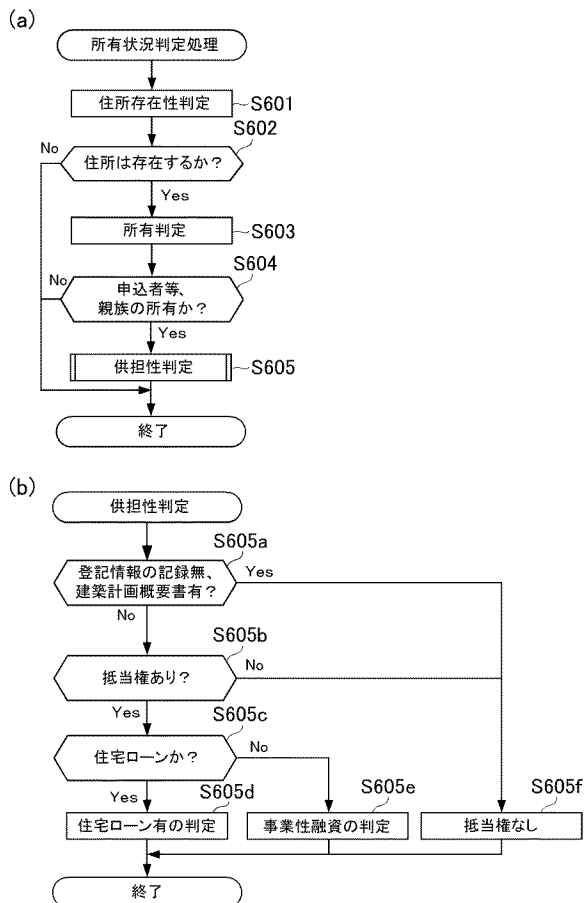 (a)
所有状況判定処理
住所存在性判定
S601
S602
No
住所は存在するか？
Yes
所有判定
S603
S604
No
申込者等、
親族の所有か？
Yes
供担性判定
S605
終了
(b)
供担性判定
S605a
登記情報の記録無、
建築計画概要書有？
Yes
No
S605b
抵当権あり？
No
Yes
S605c
住宅ローンか？
No
Yes
S605d
住宅ローン有の判定
S605e
事業性融資の判定
S605f
抵当権なし
終了